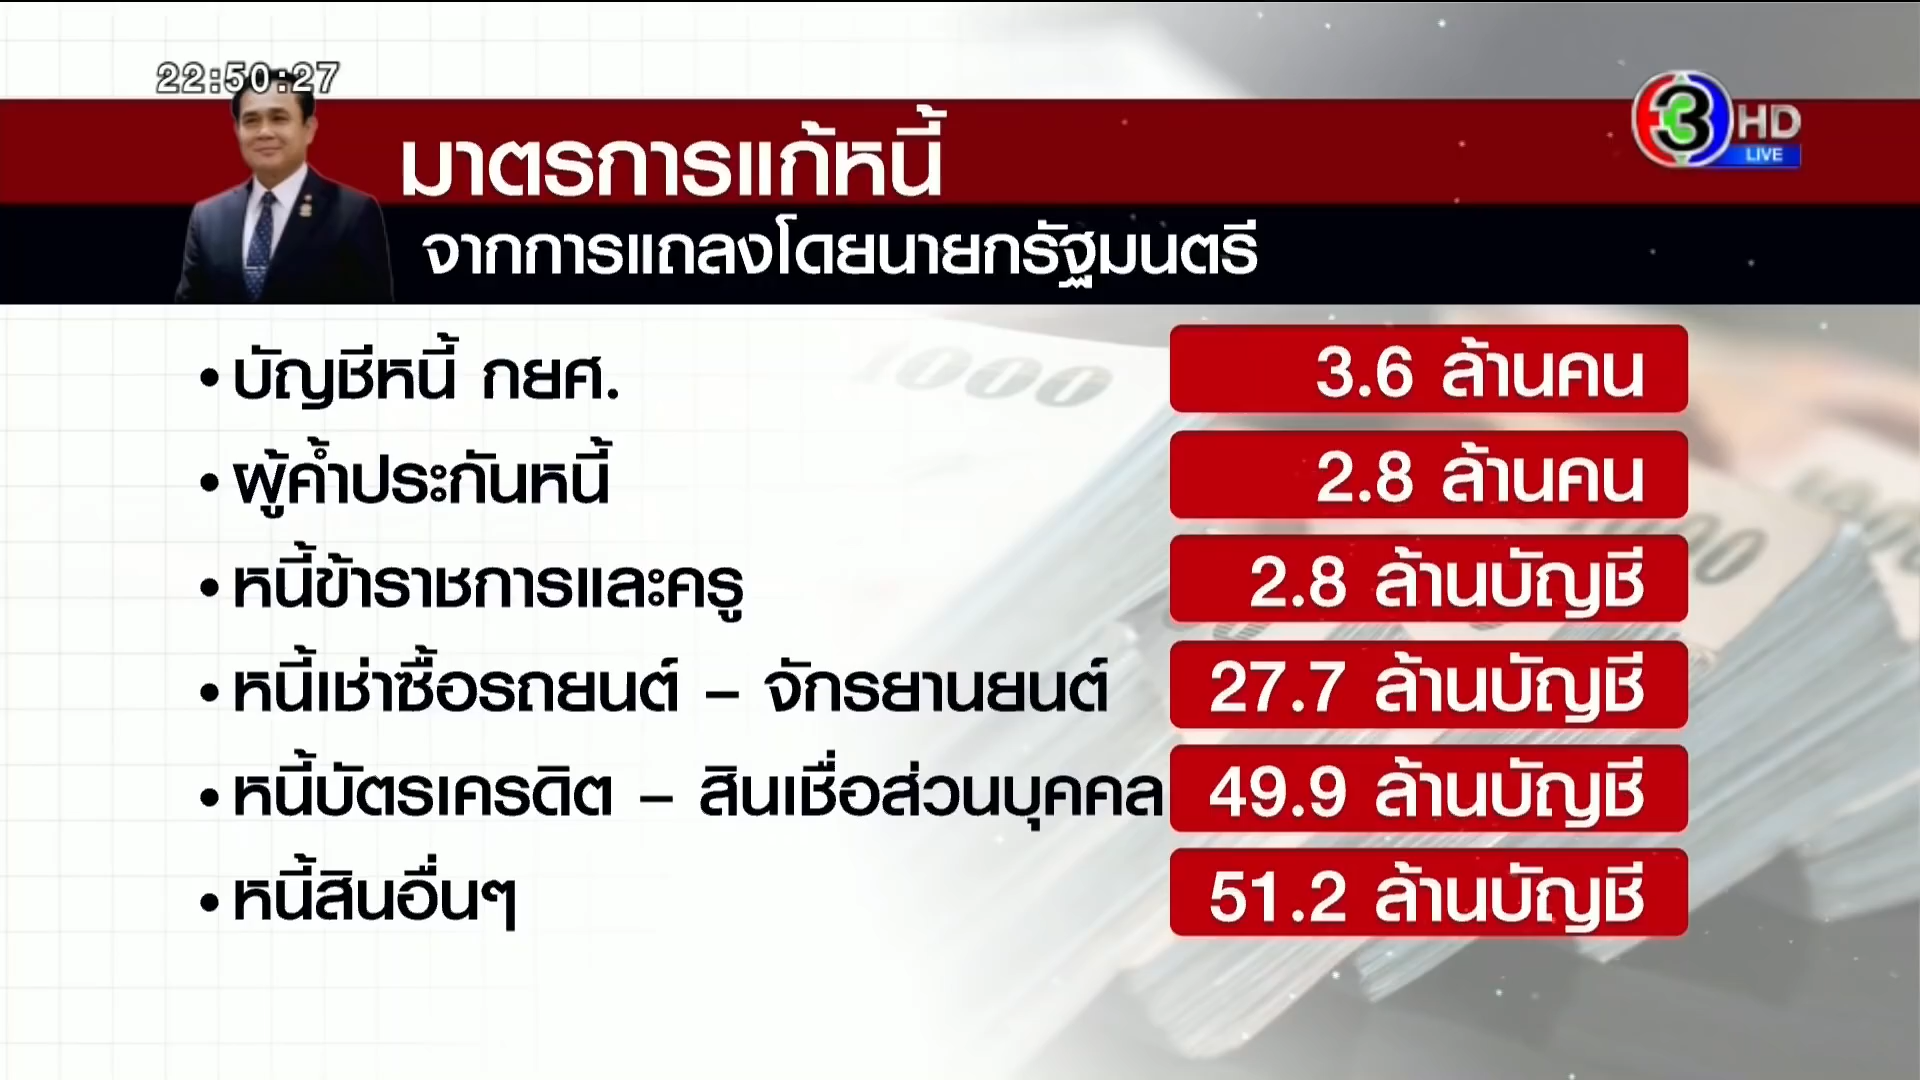 22:50:27
3 HD
LIVE
มาตรการแก้หนี้
จากการแถลงโดยนายกรัฐมนตรี
• บัญชีหนี้ กยศ. 3.6 ล้านคน
• ผู้ค้ำประกันหนี้ 2.8 ล้านคน
• หนี้ข้าราชการและครู 2.8 ล้านบัญชี
• หนี้เช่าซื้อรถยนต์ – จักรยานยนต์ 27.7 ล้านบัญชี
• หนี้บัตรเครดิต – สินเชื่อส่วนบุคคล 49.9 ล้านบัญชี
• หนี้สินอื่นๆ 51.2 ล้านบัญชี
1000